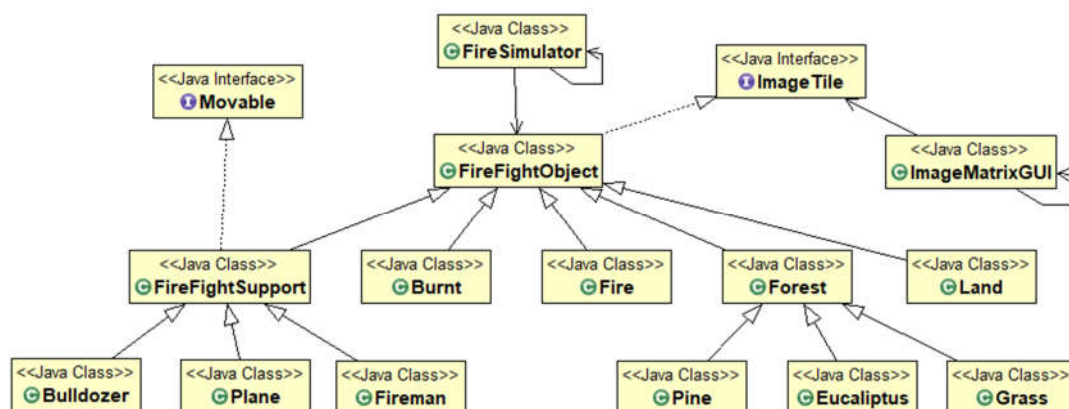 <<Java Class>>
FireSimulator
<<Java Interface>>
Movable
<<Java Interface>>
ImageTile
<<Java Class>>
FireFightObject
<<Java Class>>
ImageMatrixGUI
<<Java Class>>
FireFightSupport
<<Java Class>>
Burnt
<<Java Class>>
Fire
<<Java Class>>
Forest
<<Java Class>>
Land
<<Java Class>>
Bulldozer
<<Java Class>>
Plane
<<Java Class>>
Fireman
<<Java Class>>
Pine
<<Java Class>>
Eucaliptus
<<Java Class>>
Grass